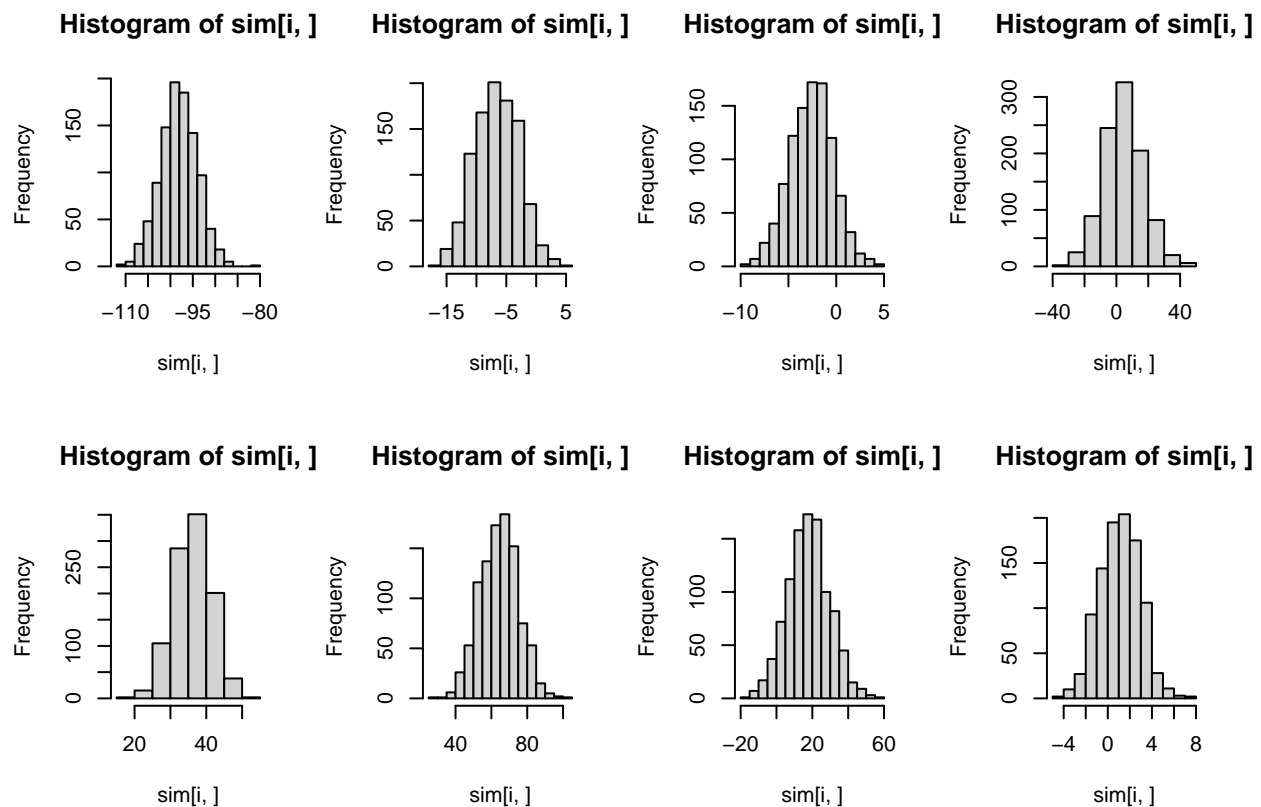 Histogram of sim[i, ]
Frequency
0
50
150
−110
−95
−80
sim[i, ]
Histogram of sim[i, ]
Frequency
0
50
150
−15
−5
5
sim[i, ]
Histogram of sim[i, ]
Frequency
0
50
100
150
−10
0
5
sim[i, ]
Histogram of sim[i, ]
Frequency
0
100
200
300
−40
0
40
sim[i, ]
Histogram of sim[i, ]
Frequency
0
100
250
20
40
sim[i, ]
Histogram of sim[i, ]
Frequency
0
50
100
40
80
sim[i, ]
Histogram of sim[i, ]
Frequency
0
50
100
−20
20
60
sim[i, ]
Histogram of sim[i, ]
Frequency
0
50
150
−4
0
4
8
sim[i, ]